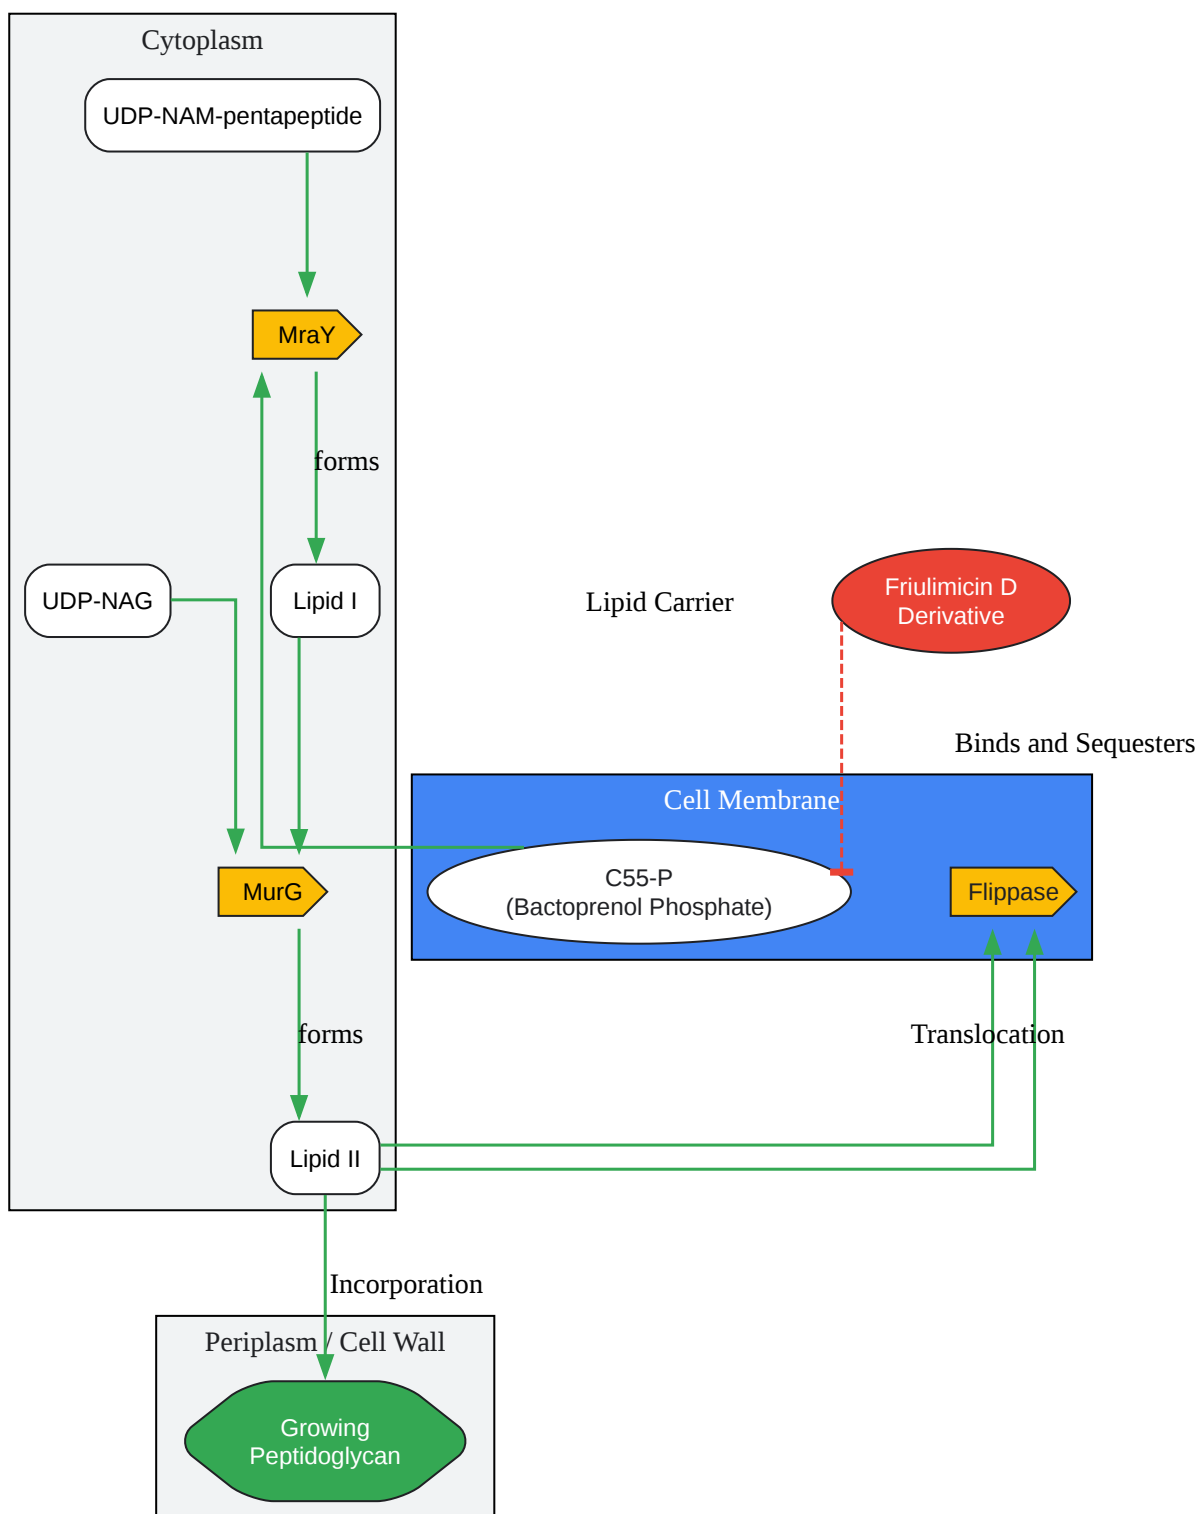 Cytoplasm
UDP-NAM-pentapeptide
MraY
forms
UDP-NAG
Lipid I
Lipid Carrier
Friulimicin D
Derivative
Binds and Sequesters
Cell Membrane
C55-P
(Bactoprenol Phosphate)
MurG
Flippase
forms
Translocation
Lipid II
Incorporation
Periplasm / Cell Wall
Growing
Peptidoglycan